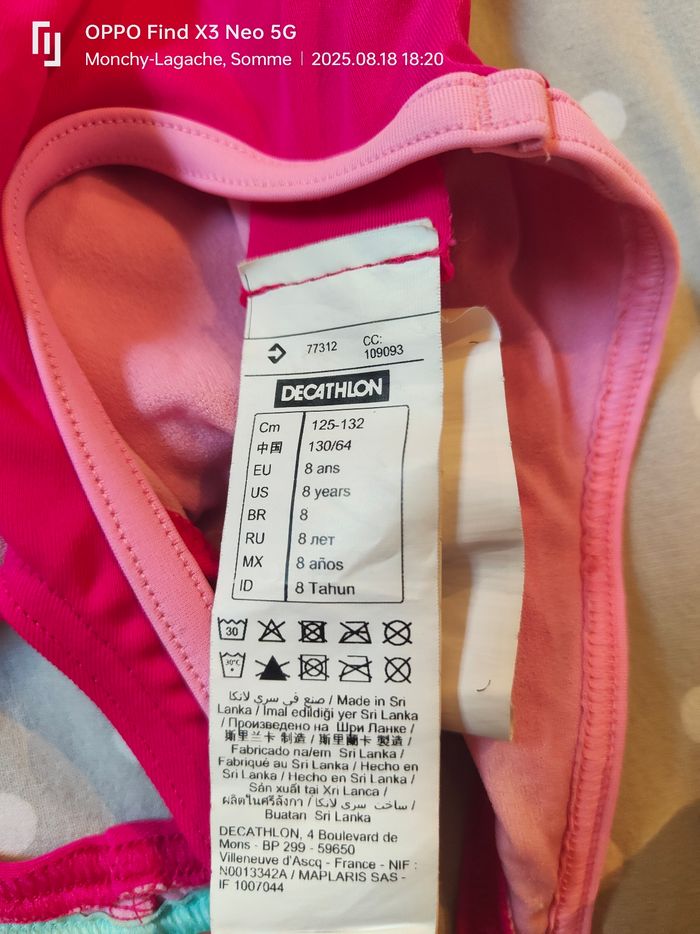 OPPO Find X3 Neo 5G
Monchy-Lagache, Somme | 2025.08.18 18:20
77312 CC: 109093
DECATHLON
Cm 125-132
中国 130/64
EU 8 ans
US 8 years
BR 8
RU 8 лет
MX 8 años
ID 8 Tahun
30
30°C
صنع في سري لانكا / Made in Sri
Lanka / İmal edildiği yer Sri Lanka
/ Произведено на Шри Ланке /
斯里兰卡 制造 / 斯里蘭卡 製造 /
Fabricado na/em Sri Lanka /
Fabriqué au Sri Lanka / Hecho en
Sri Lanka / Hecho en Sri Lanka /
Sản xuất tại Xri Lanca /
ผลิตในศรีลังกา / ساخت سری لانکا /
Buatan Sri Lanka
DECATHLON, 4 Boulevard de
Mons - BP 299 - 59650
Villeneuve d'Ascq - France - NIF :
N0013342A / MAPLARIS SAS -
IF 1007044